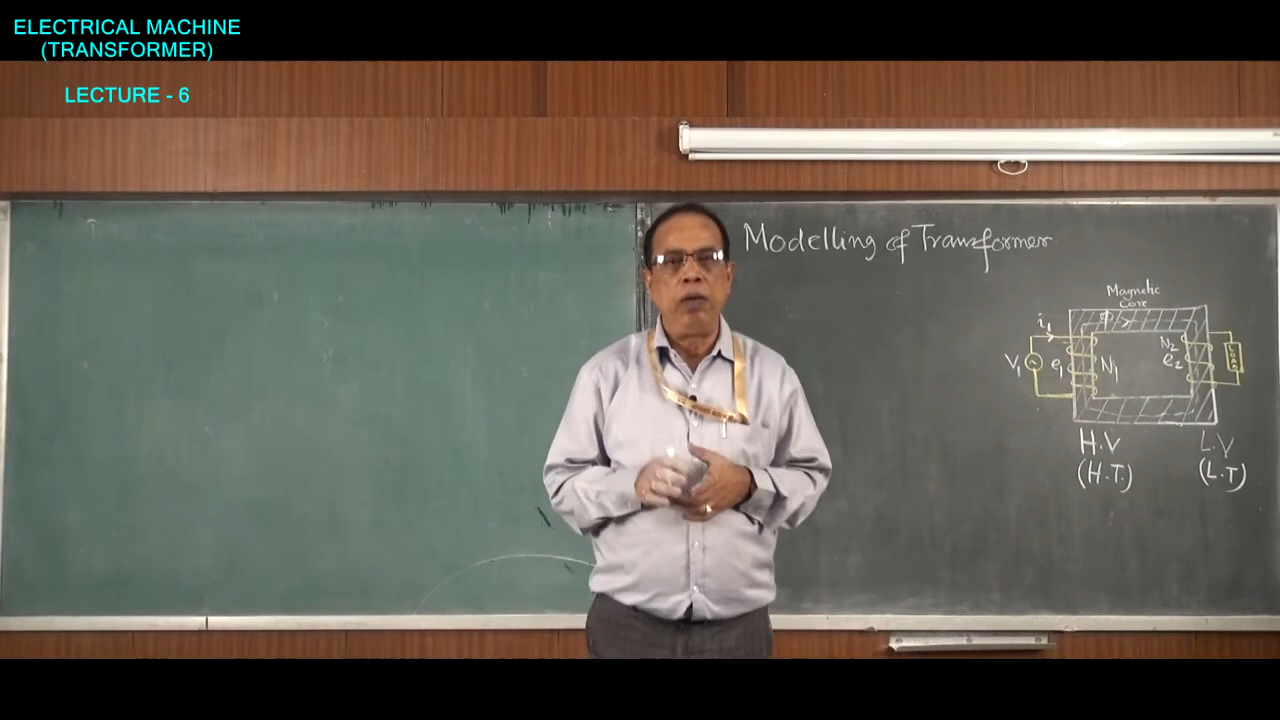 ELECTRICAL MACHINE
(TRANSFORMER)
LECTURE - 6
Modelling of Transformer
Magnetic
Core
i1
Φ
V1
e1
N1
N2
e2
LOAD
H.V
(H.T.)
L.V
(L.T)